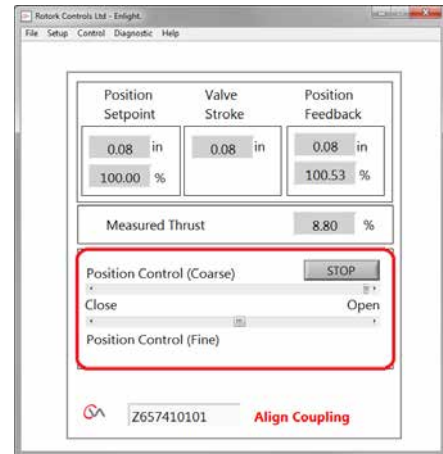 Rotork Controls Ltd - Enlight.
File Setup Control Diagnostic Help
Position Setpoint
Valve Stroke
Position Feedback
0.08 in
0.08 in
0.08 in
100.00 %
100.53 %
Measured Thrust 8.80 %
Position Control (Coarse) STOP
Close Open
Position Control (Fine)
Z657410101 Align Coupling